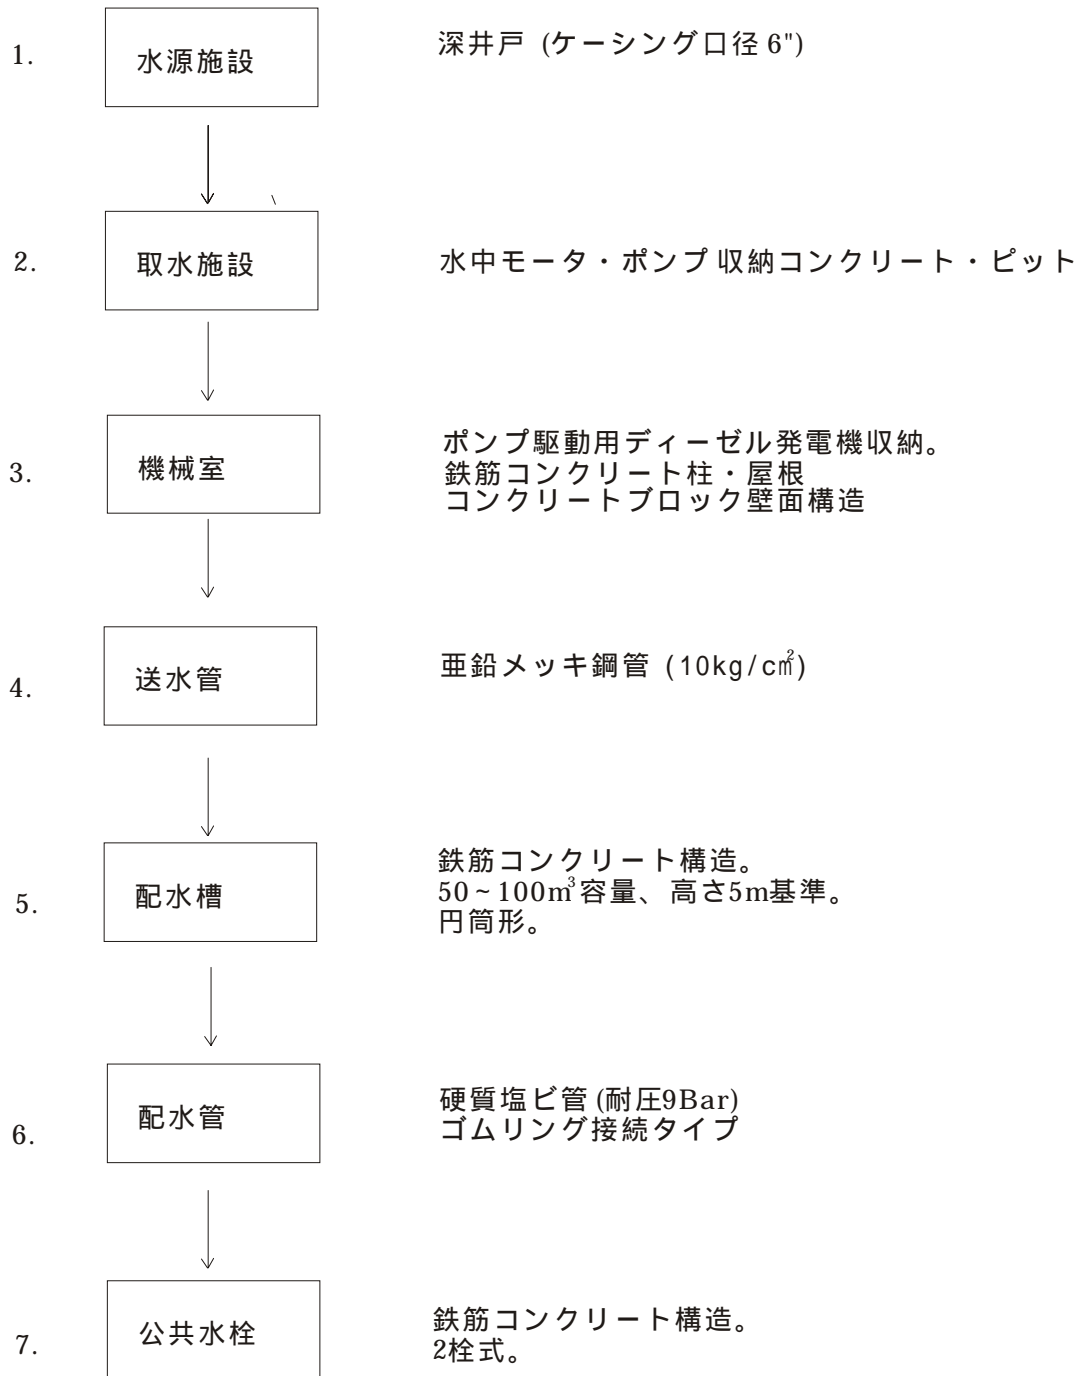 1.
水源施設
深井戸 (ケーシング口径 6")
2.
取水施設
水中モータ・ポンプ 収納コンクリート・ピット
3.
機械室
ポンプ駆動用ディーゼル発電機収納。
鉄筋コンクリート柱・屋根
コンクリートブロック壁面構造
4.
送水管
亜鉛メッキ鋼管 (10kg/cm²)
5.
配水槽
鉄筋コンクリート構造。
50~100m³容量、高さ5m基準。
円筒形。
6.
配水管
硬質塩ビ管 (耐圧9Bar)
ゴムリング接続タイプ
7.
公共水栓
鉄筋コンクリート構造。
2栓式。